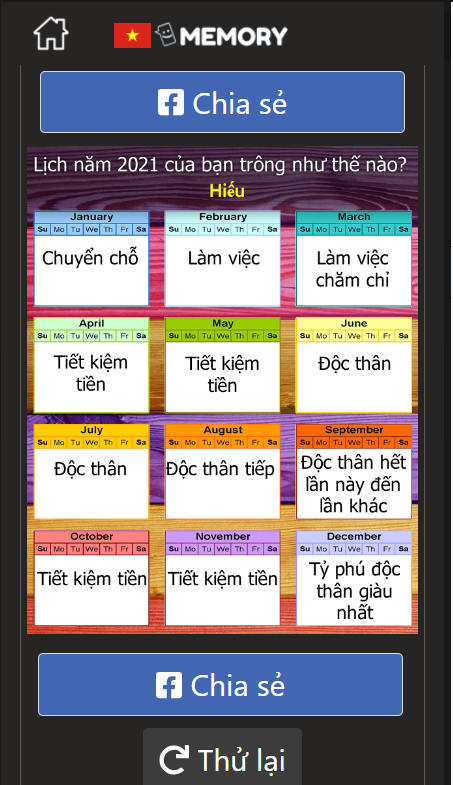 MEMORY
Chia sẻ
Lịch năm 2021 của bạn trông như thế nào?
Hiếu
January February March
Su Mo Tu We Th Fr Sa Su Mo Tu We Th Fr Sa Su Mo Tu We Th Fr Sa
Chuyển chỗ Làm việc Làm việc
chăm chỉ
April May June
Su Mo Tu We Th Fr Sa Su Mo Tu We Th Fr Sa Su Mo Tu We Th Fr Sa
Tiết kiệm Tiết kiệm Độc thân
tiền tiền
July August September
Su Mo Tu We Th Fr Sa Su Mo Tu We Th Fr Sa Su Mo Tu We Th Fr Sa
Độc thân Độc thân tiếp Độc thân hết
lần này đến
lần khác
October November December
Su Mo Tu We Th Fr Sa Su Mo Tu We Th Fr Sa Su Mo Tu We Th Fr Sa
Tiết kiệm tiền Tiết kiệm tiền Tỷ phú độc
thân giàu
nhất
Chia sẻ
Thử lại